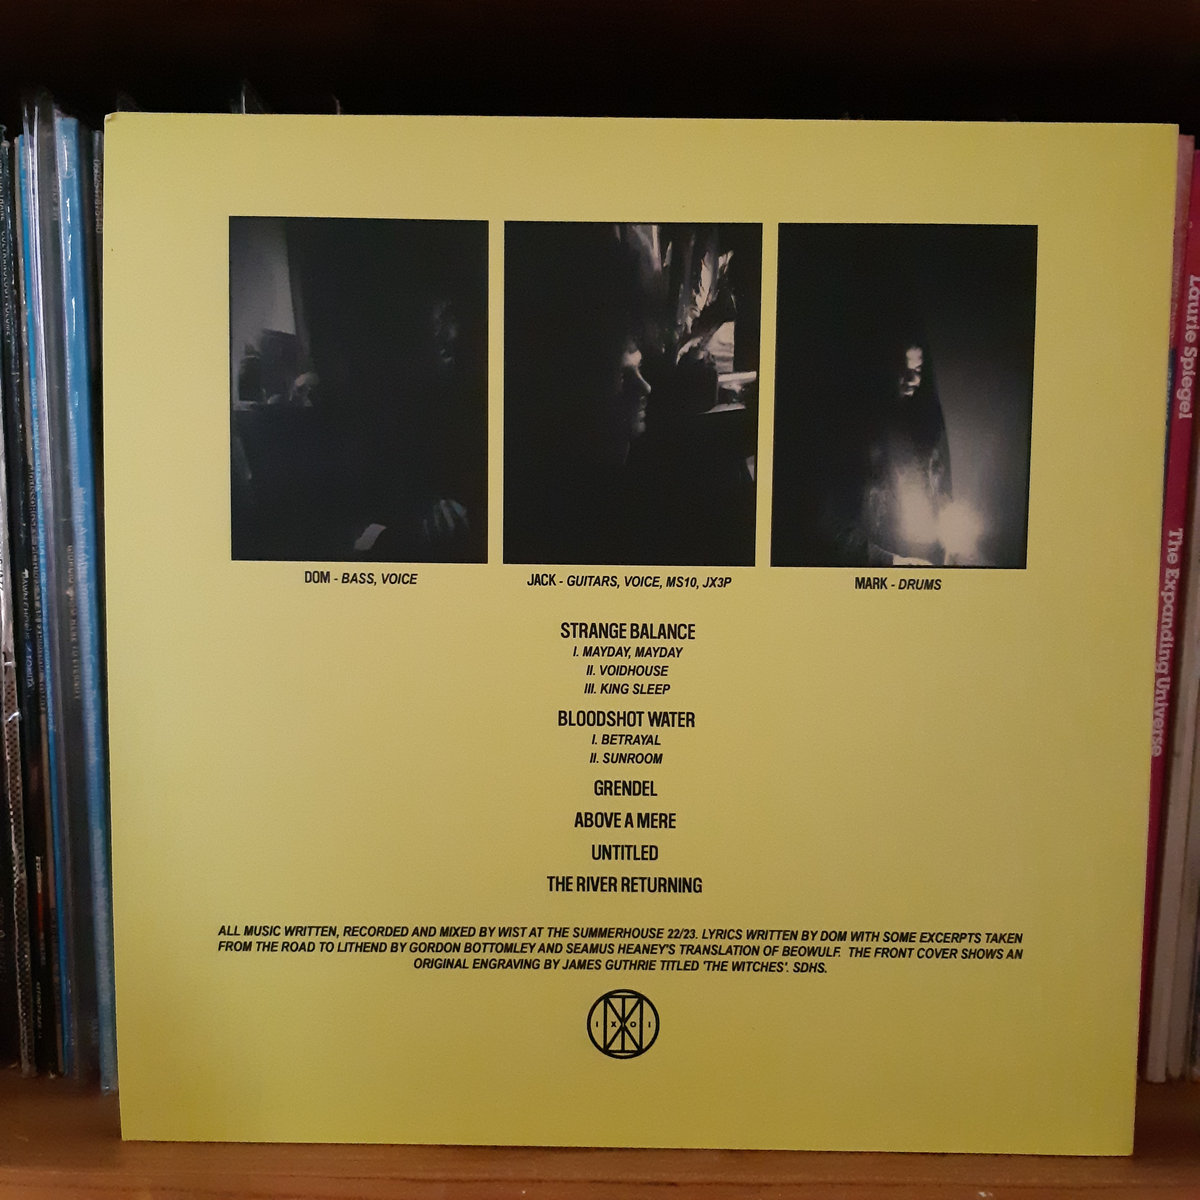 DOM - BASS, VOICE
JACK - GUITARS, VOICE, MS10, JX3P
MARK - DRUMS
STRANGE BALANCE
I. MAYDAY, MAYDAY
II. VOIDHOUSE
III. KING SLEEP
BLOODSHOT WATER
I. BETRAYAL
II. SUNROOM
GRENDEL
ABOVE A MERE
UNTITLED
THE RIVER RETURNING
ALL MUSIC WRITTEN, RECORDED AND MIXED BY WIST AT THE SUMMERHOUSE 22/23. LYRICS WRITTEN BY DOM WITH SOME EXCERPTS TAKEN
FROM THE ROAD TO LITHEND BY GORDON BOTTOMLEY AND SEAMUS HEANEY'S TRANSLATION OF BEOWULF. THE FRONT COVER SHOWS AN
ORIGINAL ENGRAVING BY JAMES GUTHRIE TITLED 'THE WITCHES'. SDHS.
I X O I
Laurie Spiegel
The Expanding Universe